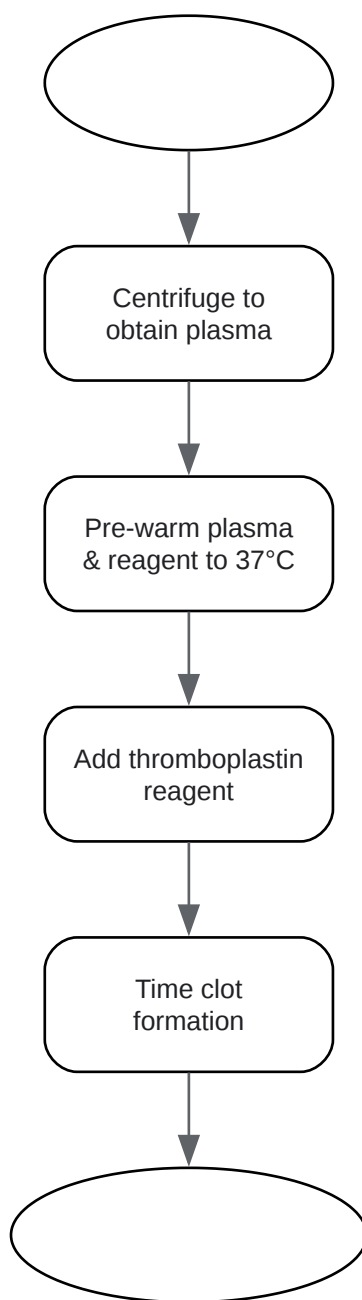 Centrifuge to
obtain plasma
Pre-warm plasma
& reagent to 37°C
Add thromboplastin
reagent
Time clot
formation